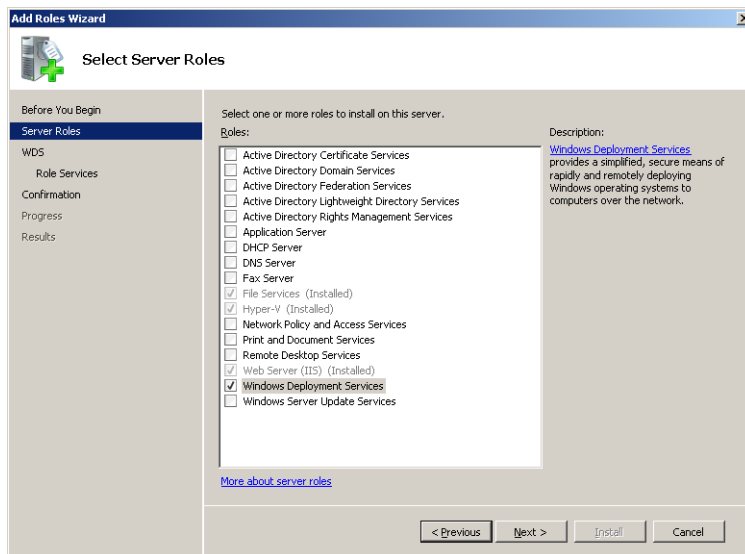 Add Roles Wizard
Select Server Roles
Before You Begin
Server Roles
WDS
Role Services
Confirmation
Progress
Results
Select one or more roles to install on this server.
Roles:
Active Directory Certificate Services
Active Directory Domain Services
Active Directory Federation Services
Active Directory Lightweight Directory Services
Active Directory Rights Management Services
Application Server
DHCP Server
DNS Server
Fax Server
File Services (Installed)
Hyper-V (Installed)
Network Policy and Access Services
Print and Document Services
Remote Desktop Services
Web Server (IIS) (Installed)
Windows Deployment Services
Windows Server Update Services
More about server roles
Description:
Windows Deployment Services
provides a simplified, secure means of
rapidly and remotely deploying
Windows operating systems to
computers over the network.
< Previous
Next >
Install
Cancel